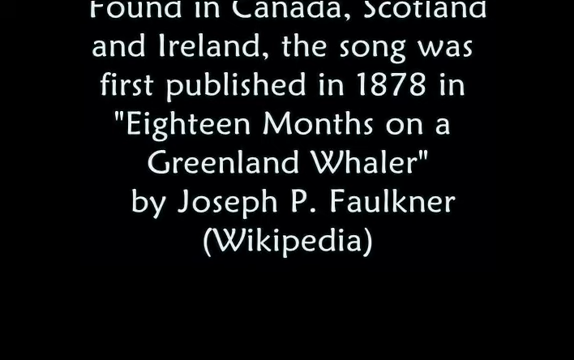 Found in Canada, Scotland
and Ireland, the song was
first published in 1878 in
"Eighteen Months on a
Greenland Whaler"
by Joseph P. Faulkner
(Wikipedia)